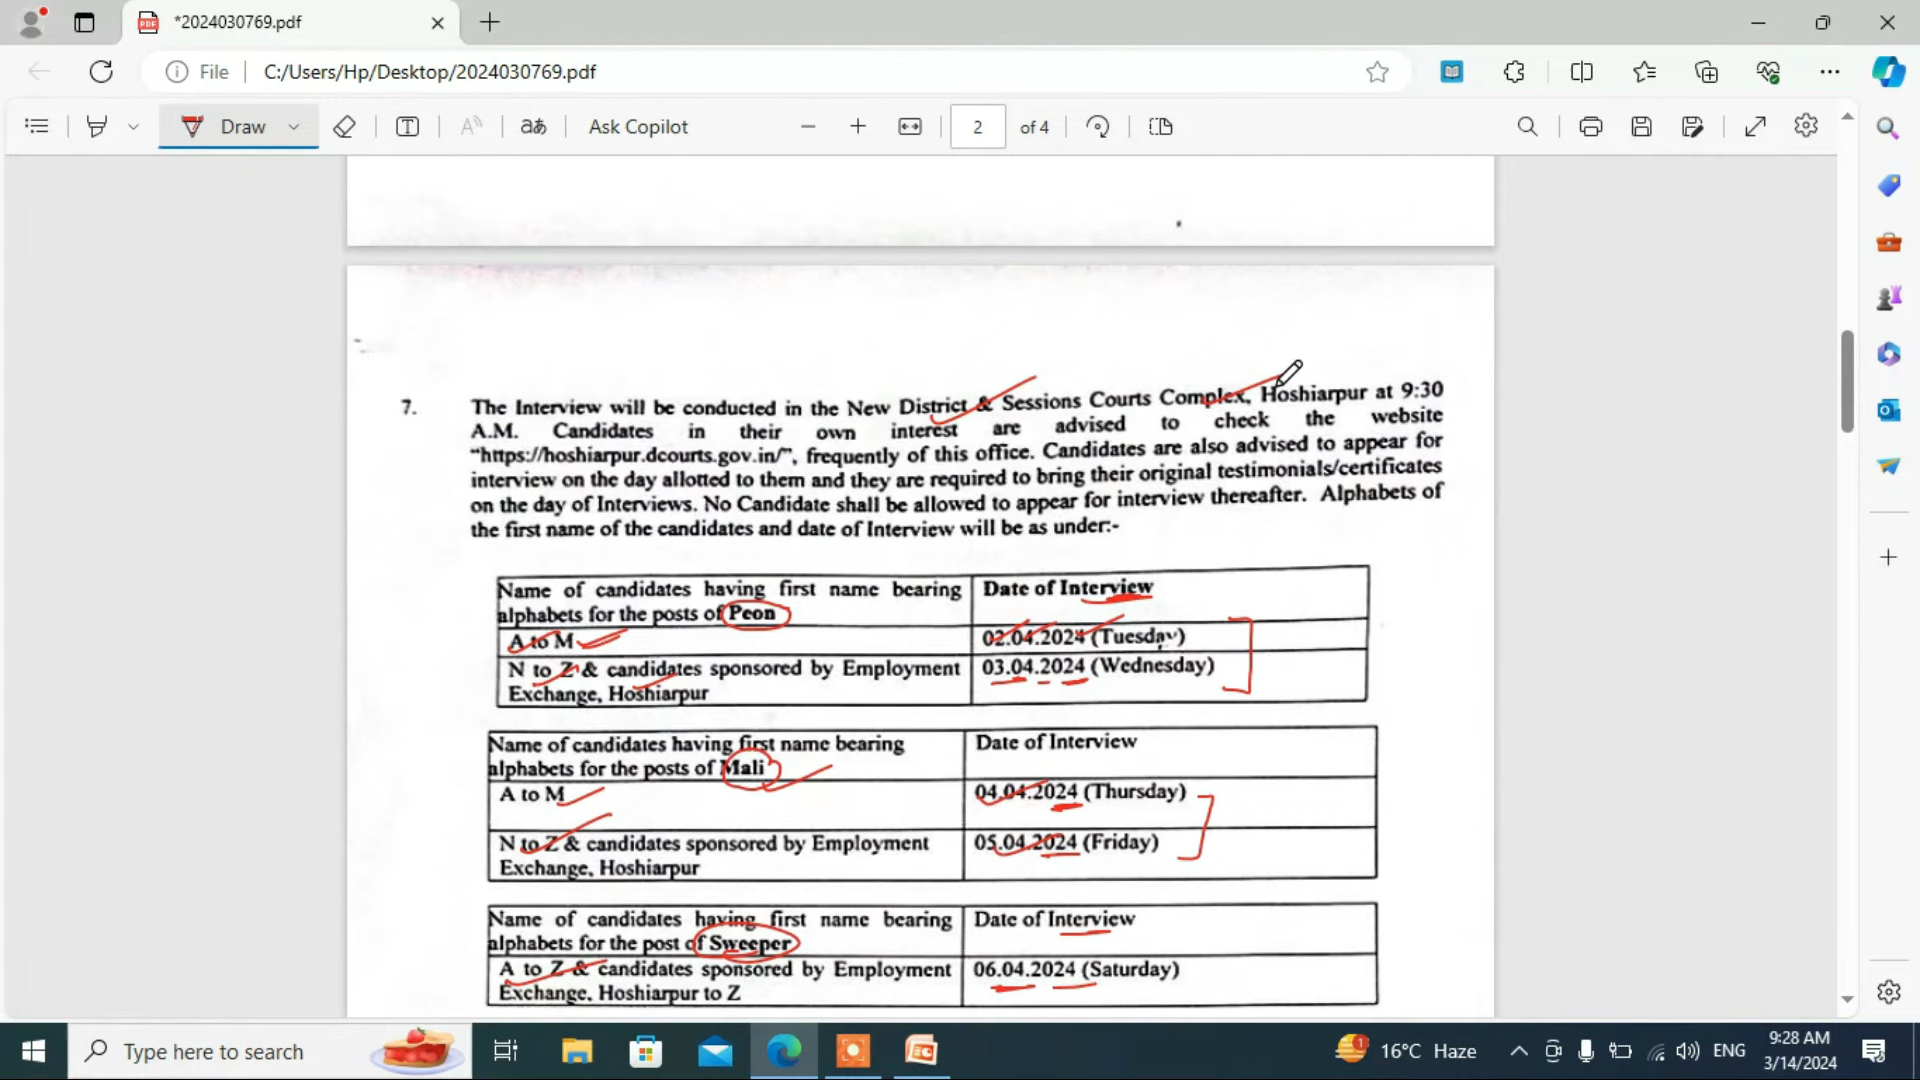 *2024030769.pdf
File
C:/Users/Hp/Desktop/2024030769.pdf
Draw
Ask Copilot
2
of 4
7. The Interview will be conducted in the New District & Sessions Courts Complex, Hoshiarpur at 9:30
A.M. Candidates in their own interest are advised to check the website
"https://hoshiarpur.dcourts.gov.in/", frequently of this office. Candidates are also advised to appear for
interview on the day allotted to them and they are required to bring their original testimonials/certificates
on the day of Interviews. No Candidate shall be allowed to appear for interview thereafter. Alphabets of
the first name of the candidates and date of Interview will be as under:-
Name of candidates having first name bearing
alphabets for the posts of Peon
Date of Interview
A to M
02.04.2024 (Tuesday)
N to Z & candidates sponsored by Employment
Exchange, Hoshiarpur
03.04.2024 (Wednesday)
Name of candidates having first name bearing
alphabets for the posts of Mali
Date of Interview
A to M
04.04.2024 (Thursday)
N to Z & candidates sponsored by Employment
Exchange, Hoshiarpur
05.04.2024 (Friday)
Name of candidates having first name bearing
alphabets for the post of Sweeper
Date of Interview
A to Z & candidates sponsored by Employment
Exchange, Hoshiarpur to Z
06.04.2024 (Saturday)
Type here to search
16°C Haze
ENG
9:28 AM
3/14/2024